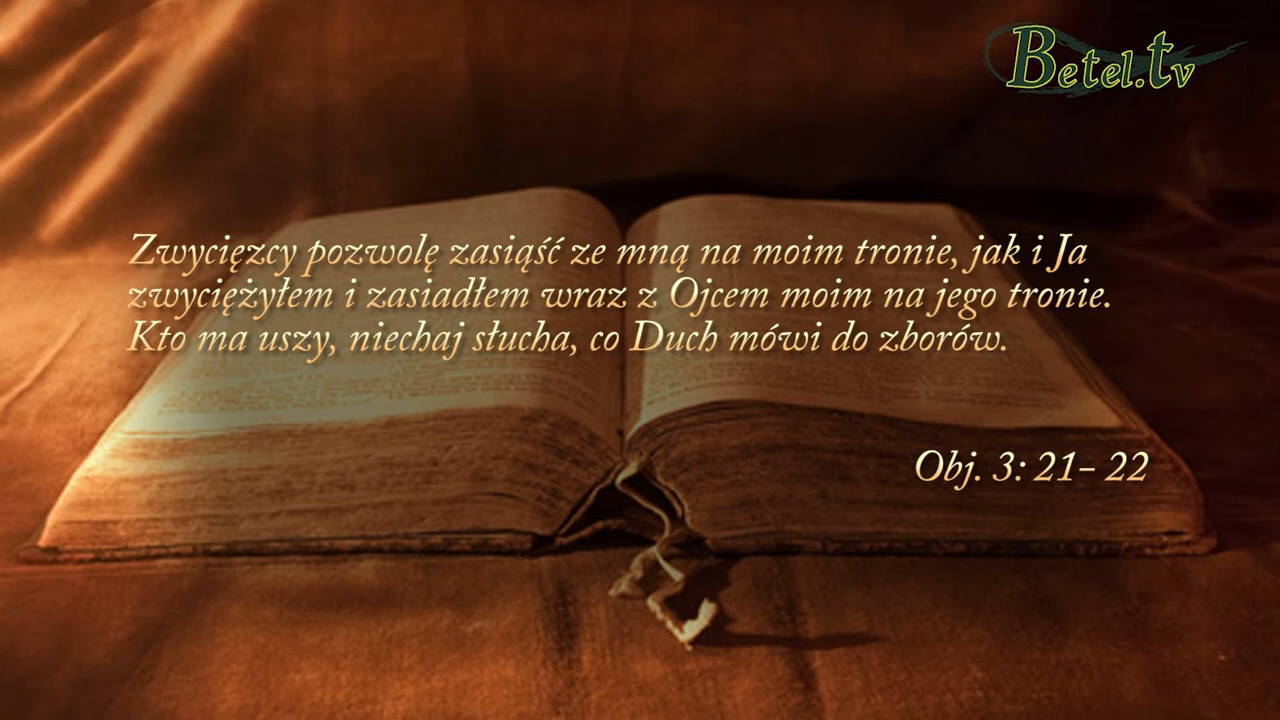 Betel.tv
Zwycięzcy pozwolę zasiąść ze mną na moim tronie, jak i Ja
zwyciężyłem i zasiadłem wraz z Ojcem moim na jego tronie.
Kto ma uszy, niechaj słucha, co Duch mówi do zborów.
Obj. 3: 21- 22